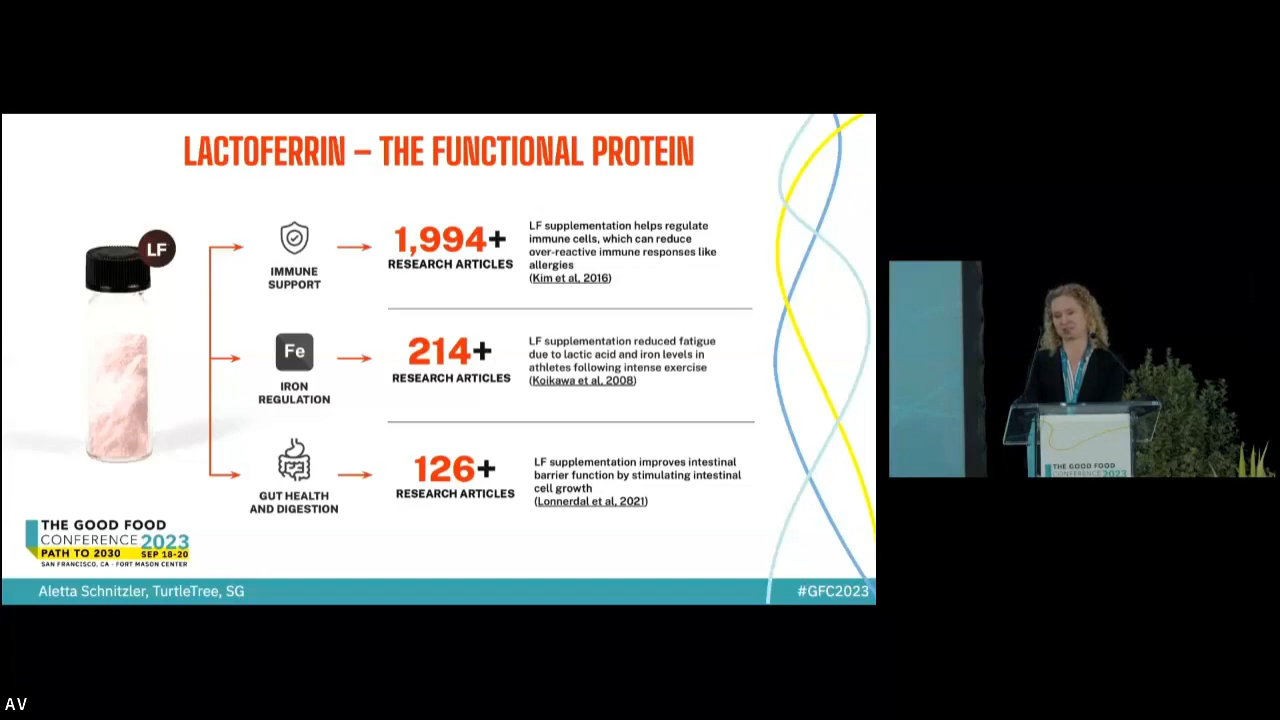 LACTOFERRIN – THE FUNCTIONAL PROTEIN
LF
IMMUNE
SUPPORT
1,994+
RESEARCH ARTICLES
LF supplementation helps regulate
immune cells, which can reduce
over-reactive immune responses like
allergies
(Kim et al, 2016)
Fe
IRON
REGULATION
214+
RESEARCH ARTICLES
LF supplementation reduced fatigue
due to lactic acid and iron levels in
athletes following intense exercise
(Koikawa et al, 2008)
GUT HEALTH
AND DIGESTION
126+
RESEARCH ARTICLES
LF supplementation improves intestinal
barrier function by stimulating intestinal
cell growth
(Lonnerdal et al, 2021)
THE GOOD FOOD
CONFERENCE 2023
PATH TO 2030 SEP 18-20
SAN FRANCISCO, CA · FORT MASON CENTER
Aletta Schnitzler, TurtleTree, SG
#GFC2023
THE GOOD FOOD
CONFERENCE 2023
AV